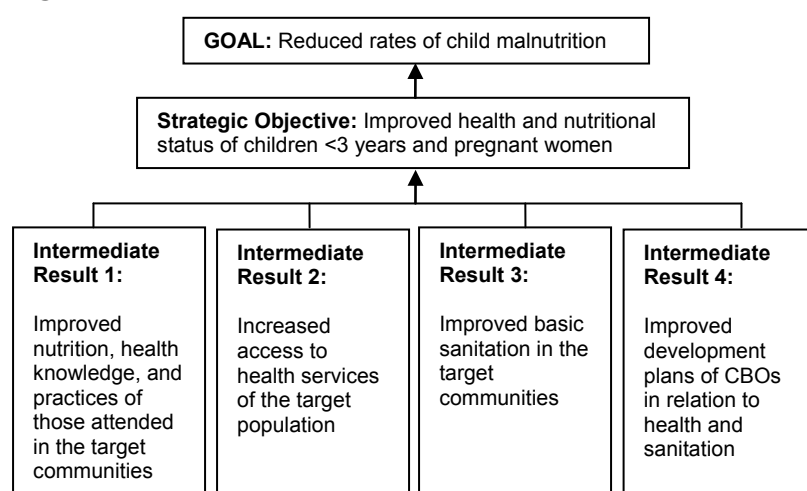 GOAL: Reduced rates of child malnutrition
Strategic Objective: Improved health and nutritional
status of children <3 years and pregnant women
Intermediate
Result 1:
Improved
nutrition, health
knowledge, and
practices of
those attended
in the target
communities
Intermediate
Result 2:
Increased
access to
health services
of the target
population
Intermediate
Result 3:
Improved basic
sanitation in the
target
communities
Intermediate
Result 4:
Improved
development
plans of CBOs
in relation to
health and
sanitation